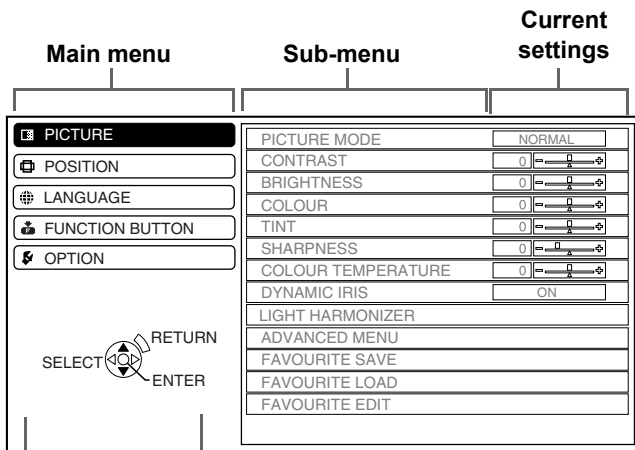 Main menu
Sub-menu
Current
settings
PICTURE
POSITION
LANGUAGE
FUNCTION BUTTON
OPTION
PICTURE MODE NORMAL
CONTRAST 0
BRIGHTNESS 0
COLOUR 0
TINT 0
SHARPNESS 0
COLOUR TEMPERATURE 0
DYNAMIC IRIS ON
LIGHT HARMONIZER
ADVANCED MENU
FAVOURITE SAVE
FAVOURITE LOAD
FAVOURITE EDIT
RETURN
SELECT
ENTER